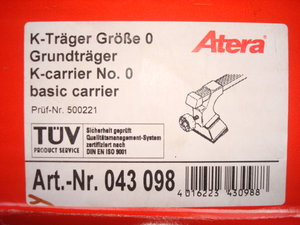 K-Träger Größe 0
Grundträger
K-carrier No. 0
basic carrier
Prüf-Nr. 500221
Atera
TÜV
PRODUCT SERVICE
Sicherheit geprüft
Qualitätsmanagement-System
zertifiziert nach
DIN EN ISO 9001
Art.-Nr. 043 098
4 016223 430988